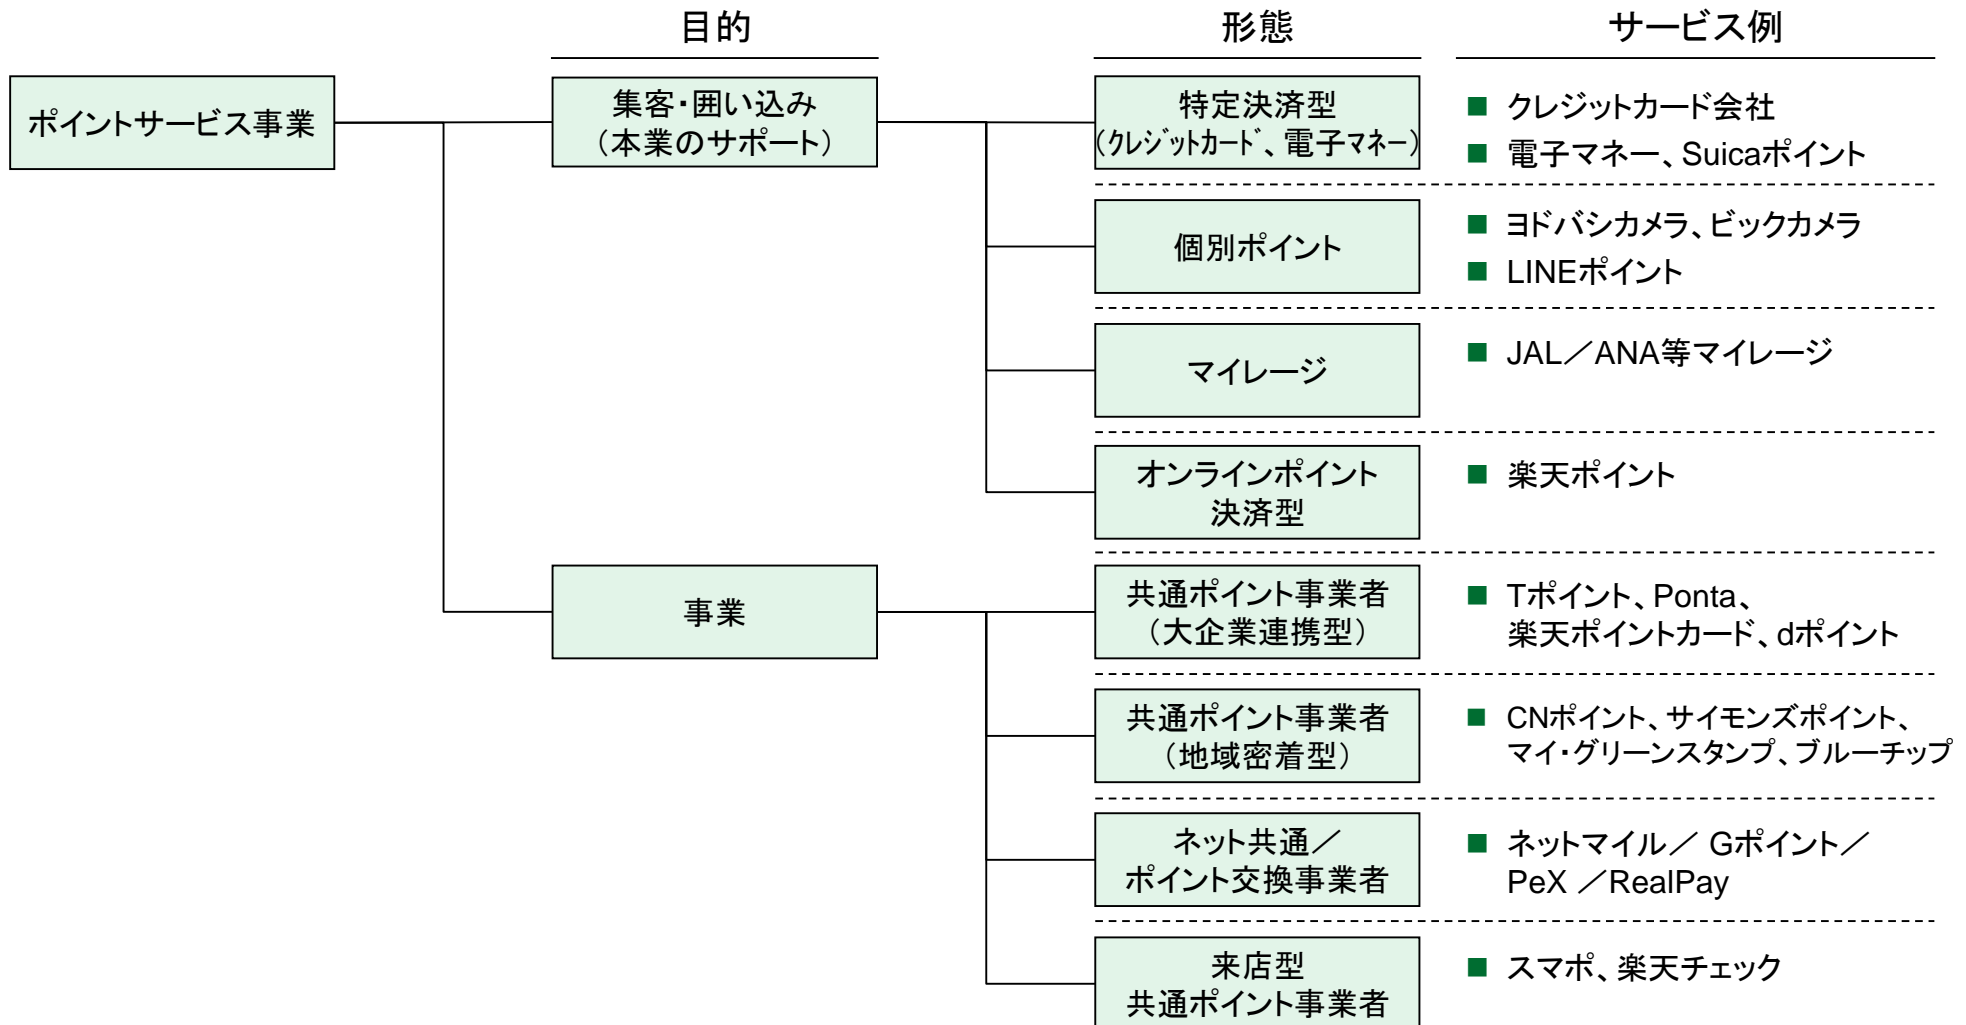 目的
形態
サービス例
ポイントサービス事業
集客・囲い込み
（本業のサポート）
特定決済型
（ｸﾚｼﾞｯﾄｶｰﾄﾞ、電子マネー）
■ クレジットカード会社
■ 電子マネー、Suicaポイント
個別ポイント
■ ヨドバシカメラ、ビックカメラ
■ LINEポイント
マイレージ
■ JAL／ANA等マイレージ
オンラインポイント
決済型
■ 楽天ポイント
事業
共通ポイント事業者
（大企業連携型）
■ Tポイント、Ponta、
楽天ポイントカード、dポイント
共通ポイント事業者
（地域密着型）
■ CNポイント、サイモンズポイント、
マイ・グリーンスタンプ、ブルーチップ
ネット共通／
ポイント交換事業者
■ ネットマイル／ Gポイント／
PeX ／RealPay
来店型
共通ポイント事業者
■ スマポ、楽天チェック